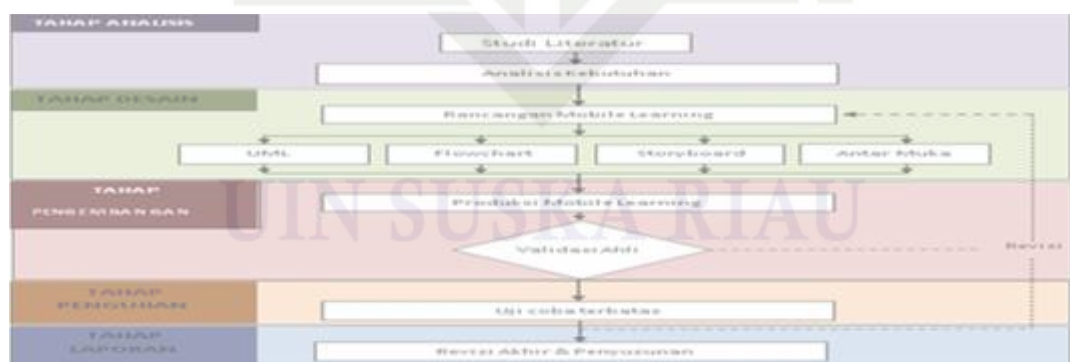 TAHAP ANALISIS
Studi Literatur
Analisis Kebutuhan
TAHAP DESAIN
Rancangan Mobile Learning
UML Flowchart Storyboard Antar Muka
TAHAP
PENGEMBANGAN
Produksi Mobile Learning
UIN SUSKA RIAU
Validasi Ahli
Revisi
TAHAP
PENGUJIAN
Uji coba terbatas
TAHAP
LAPORAN
Revisi Akhir & Penyusunan